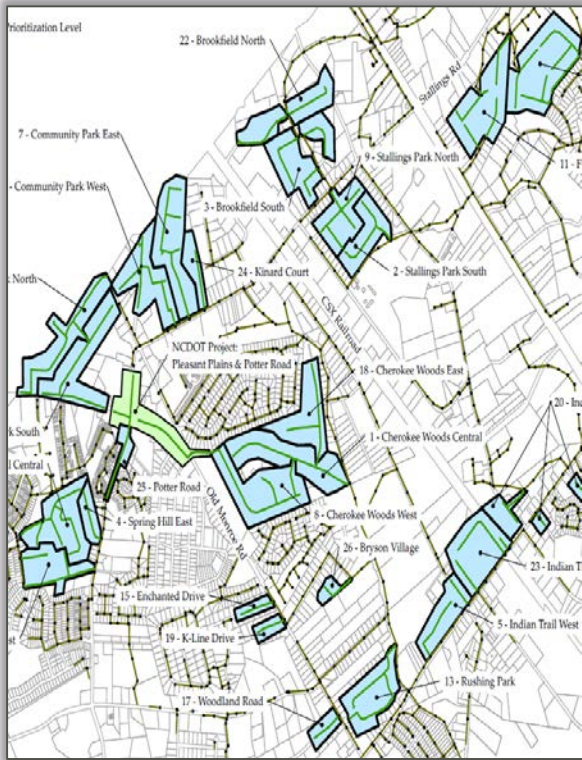 Prioritization Level
22 - Brookfield North
Stallings Rd
7 - Community Park East
9 - Stallings Park North
11 - F
- Community Park West
3 - Brookfield South
24 - Kinard Court
2 - Stallings Park South
North
CSX Railroad
NCDOT Project:
Pleasant Plains & Potter Road
18 - Cherokee Woods East
20 - Ind
k South
1 - Cherokee Woods Central
l Central
25 - Potter Road
Old Monroe Rd
8 - Cherokee Woods West
4 - Spring Hill East
26 - Bryson Village
23 - Indian T
15 - Enchanted Drive
5 - Indian Trail West
19 - K-Line Drive
13 - Rushing Park
17 - Woodland Road